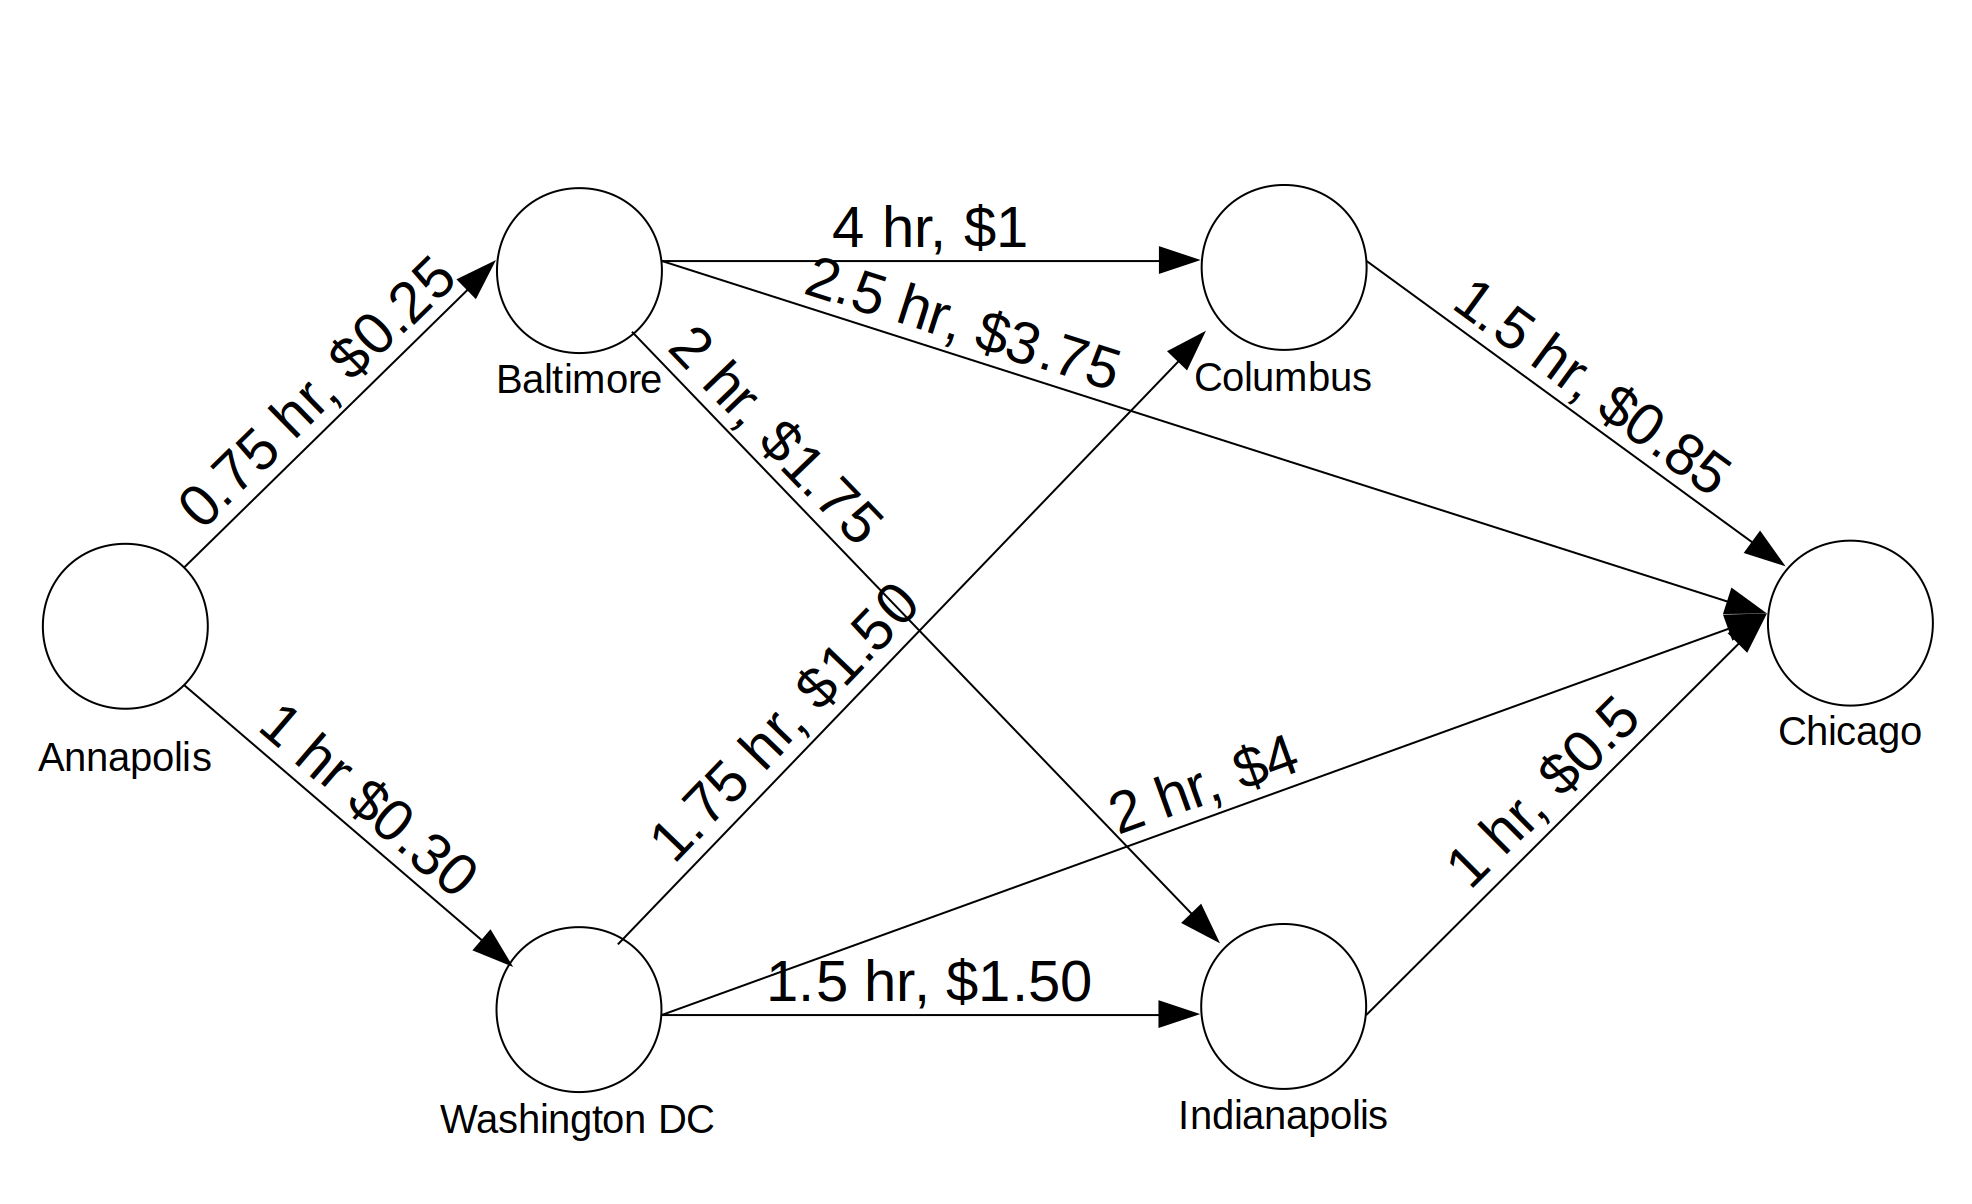 4 hr, $1
2.5 hr, $3.75
0.75 hr, $0.25
1.5 hr, $0.85
Baltimore
Columbus
2 hr, $1.75
1.75 hr, $1.50
Annapolis
Chicago
1 hr $0.30
2 hr, $4
1 hr, $0.5
1.5 hr, $1.50
Washington DC
Indianapolis